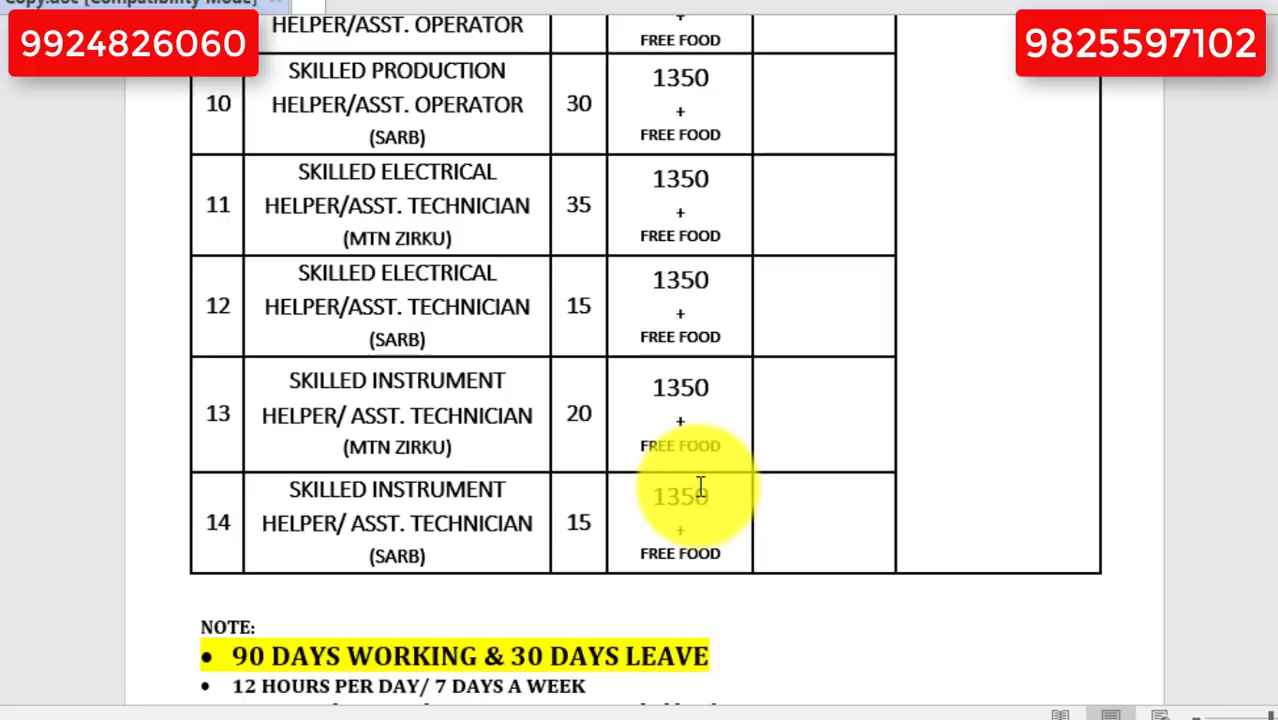 Copy.doc [Compatibility Mode]
9924826060
9825597102
HELPER/ASST. OPERATOR
+
FREE FOOD
10
SKILLED PRODUCTION
HELPER/ASST. OPERATOR
(SARB)
30
1350
+
FREE FOOD
11
SKILLED ELECTRICAL
HELPER/ASST. TECHNICIAN
(MTN ZIRKU)
35
1350
+
FREE FOOD
12
SKILLED ELECTRICAL
HELPER/ASST. TECHNICIAN
(SARB)
15
1350
+
FREE FOOD
13
SKILLED INSTRUMENT
HELPER/ ASST. TECHNICIAN
(MTN ZIRKU)
20
1350
+
FREE FOOD
14
SKILLED INSTRUMENT
HELPER/ ASST. TECHNICIAN
(SARB)
15
1350
+
FREE FOOD
NOTE:
• 90 DAYS WORKING & 30 DAYS LEAVE
• 12 HOURS PER DAY/ 7 DAYS A WEEK